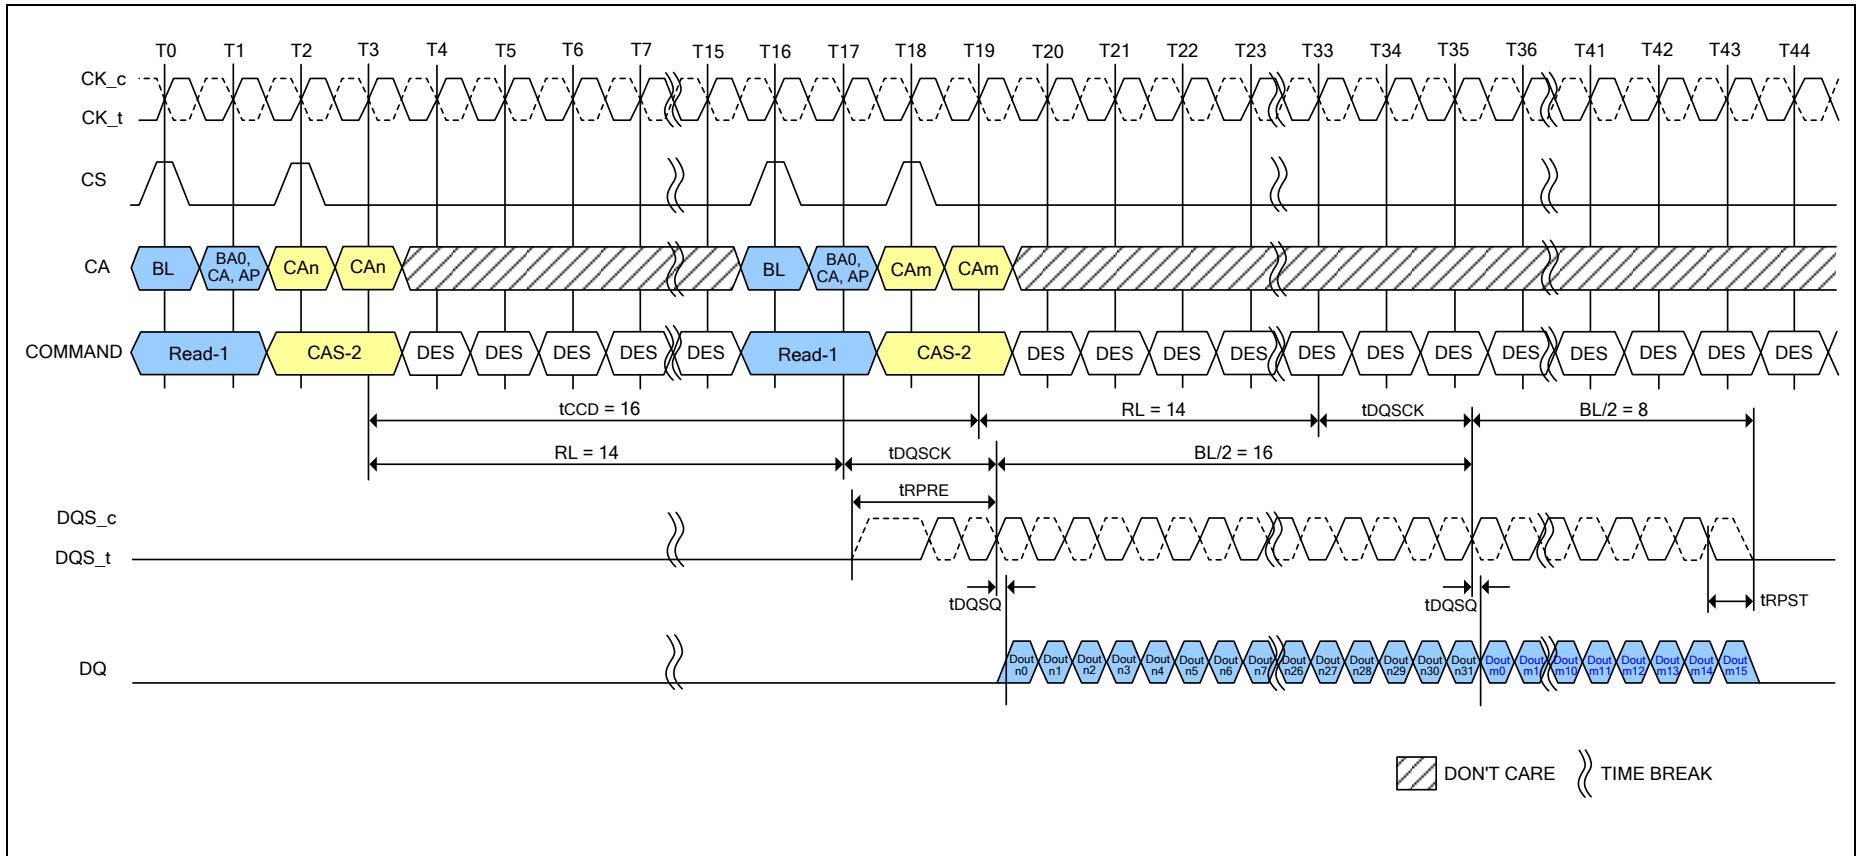 T0 T1 T2 T3 T4 T5 T6 T7 T15 T16 T17 T18 T19 T20 T21 T22 T23 T33 T34 T35 T36 T41 T42 T43 T44
CK_c
CK_t
CS
CA BL BA0, CA, AP CAn CAn BL BA0, CA, AP CAm CAm
COMMAND Read-1 CAS-2 DES DES DES DES DES Read-1 CAS-2 DES DES DES DES DES DES DES DES DES DES DES DES
tCCD = 16 RL = 14 tDQSCK BL/2 = 8
RL = 14 tDQSCK BL/2 = 16
tRPRE
DQS_c
DQS_t
tDQSQ tDQSQ tRPST
DQ Dout n0 Dout n1 Dout n2 Dout n3 Dout n4 Dout n5 Dout n6 Dout n7 Dout n26 Dout n27 Dout n28 Dout n29 Dout n30 Dout n31 Dout m0 Dout m1 Dout m10 Dout m11 Dout m12 Dout m13 Dout m14 Dout m15
DON'T CARE TIME BREAK